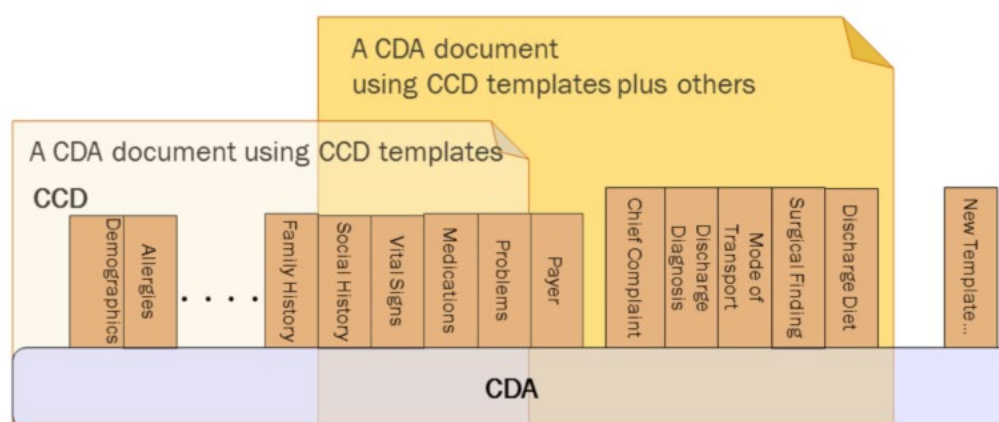 A CDA document
using CCD templates plus others
A CDA document using CCD templates
CCD
Demographics
Allergies
. . . . .
Family History
Social History
Vital Signs
Medications
Problems
Payer
Chief Complaint
Discharge
Diagnosis
Mode of
Transport
Surgical Finding
Discharge Diet
New Template...
CDA